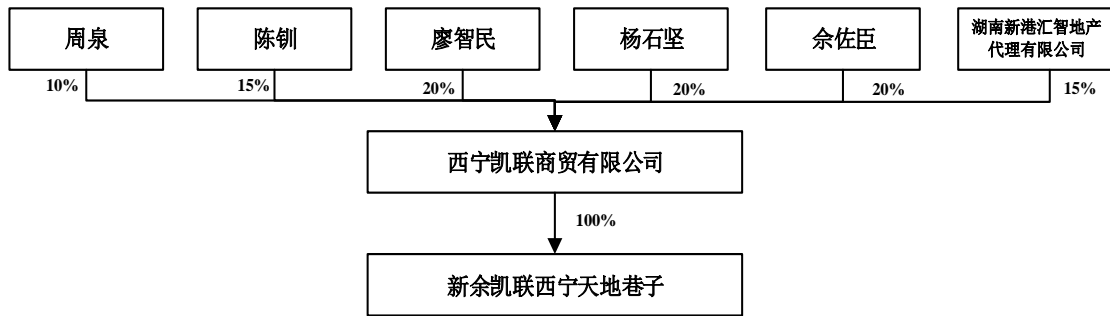 周泉
陈钏
廖智民
杨石坚
佘佐臣
湖南新港汇智地产
代理有限公司
10%
15%
20%
20%
20%
15%
西宁凯联商贸有限公司
100%
新余凯联西宁天地巷子